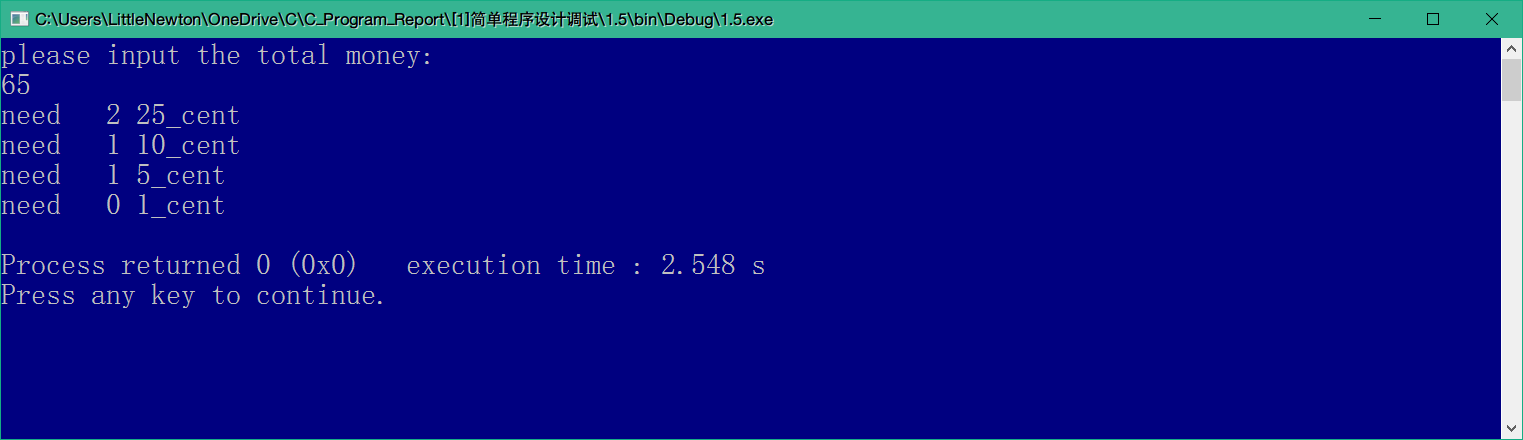 C:\Users\LittleNewton\OneDrive\C\C_Program_Report\[1]简单程序设计调试\1.5\bin\Debug\1.5.exe
please input the total money:
65
need   2 25_cent
need   1 10_cent
need   1 5_cent
need   0 1_cent
Process returned 0 (0x0)   execution time : 2.548 s
Press any key to continue.